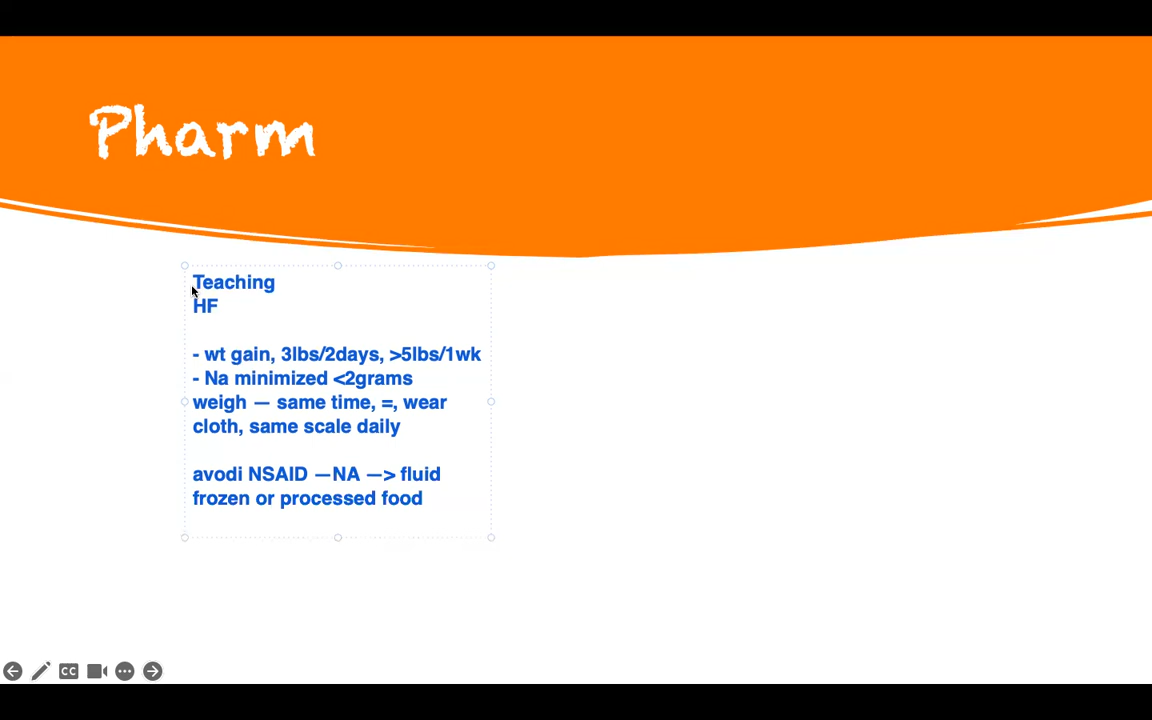 Pharm
Teaching
HF
- wt gain, 3lbs/2days, >5lbs/1wk
- Na minimized <2grams
weigh — same time, =, wear
cloth, same scale daily
avodi NSAID —NA —> fluid
frozen or processed food
CC